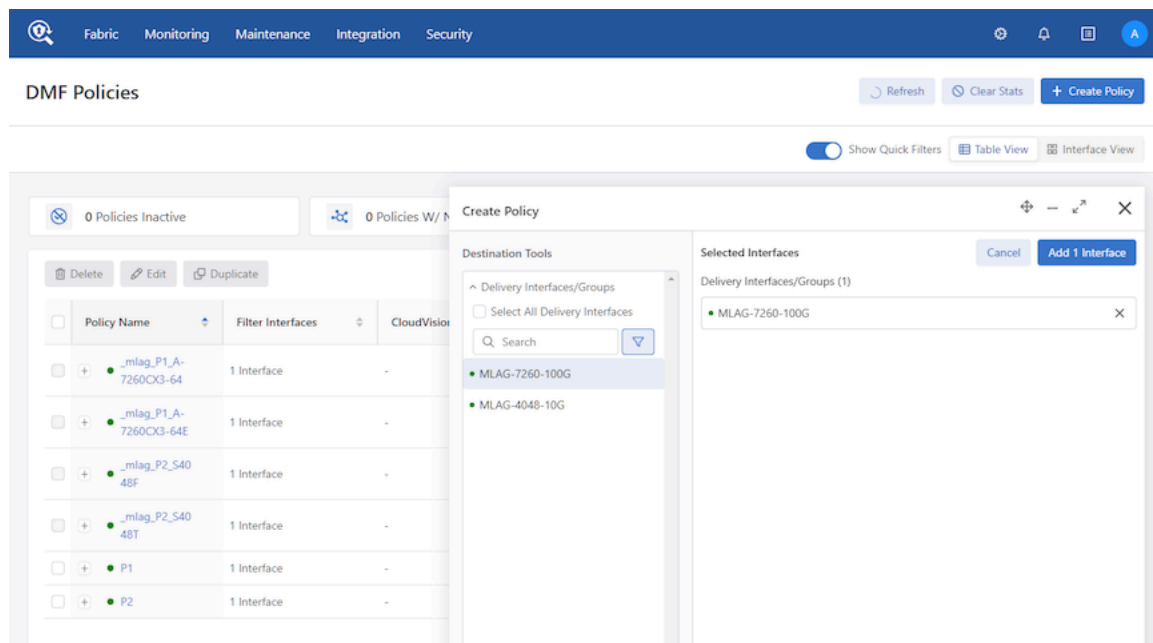 Fabric Monitoring Maintenance Integration Security A
DMF Policies
Refresh Clear Stats + Create Policy
Show Quick Filters Table View Interface View
0 Policies Inactive
0 Policies W/
Delete Edit Duplicate
Policy Name Filter Interfaces CloudVision
_mlag_P1_A-
7260CX3-64
1 Interface -
_mlag_P1_A-
7260CX3-64E
1 Interface -
_mlag_P2_S40
48F
1 Interface -
_mlag_P2_S40
48T
1 Interface -
P1 1 Interface -
P2 1 Interface -
Create Policy
Destination Tools
Delivery Interfaces/Groups
Select All Delivery Interfaces
Search
MLAG-7260-100G
MLAG-4048-10G
Selected Interfaces
Cancel Add 1 Interface
Delivery Interfaces/Groups (1)
MLAG-7260-100G